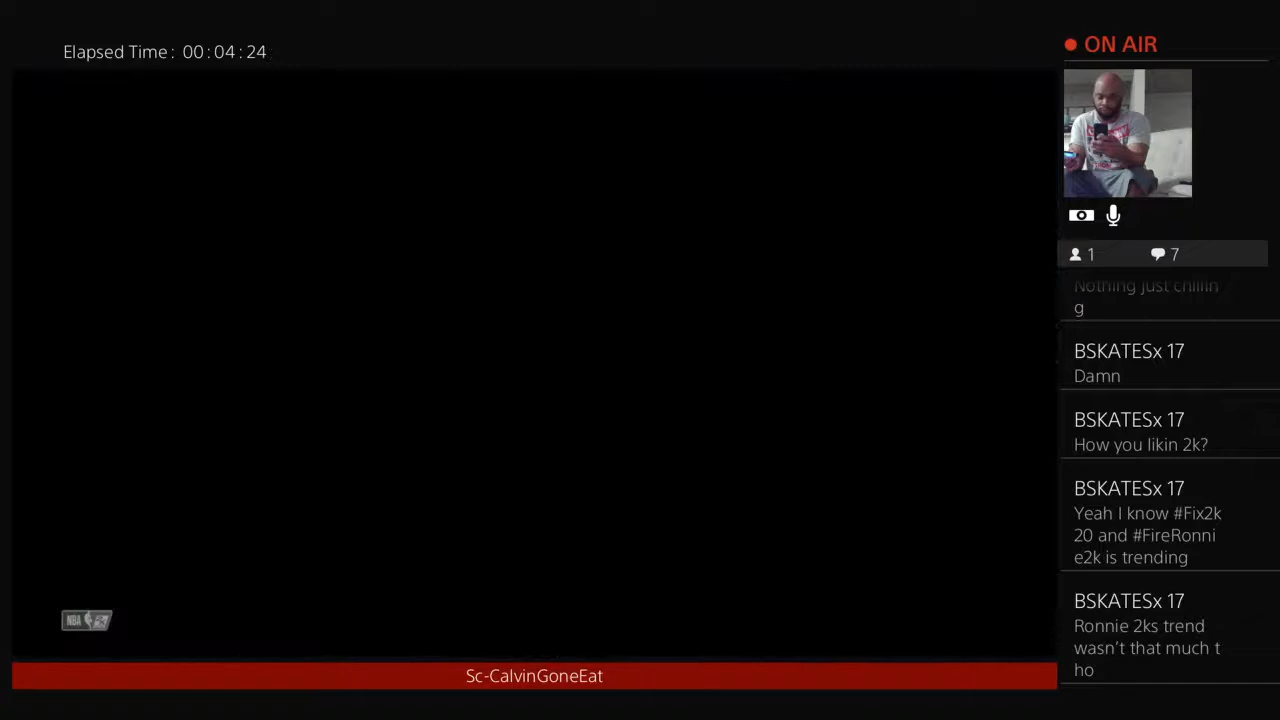 Elapsed Time: 00:04:24
ON AIR
1
7
Nothing just chillin
g
BSKATESx 17
Damn
BSKATESx 17
How you likin 2k?
BSKATESx 17
Yeah I know #Fix2k
20 and #FireRonni
e2k is trending
BSKATESx 17
Ronnie 2ks trend
wasn't that much t
ho
NBA
Sc-CalvinGoneEat